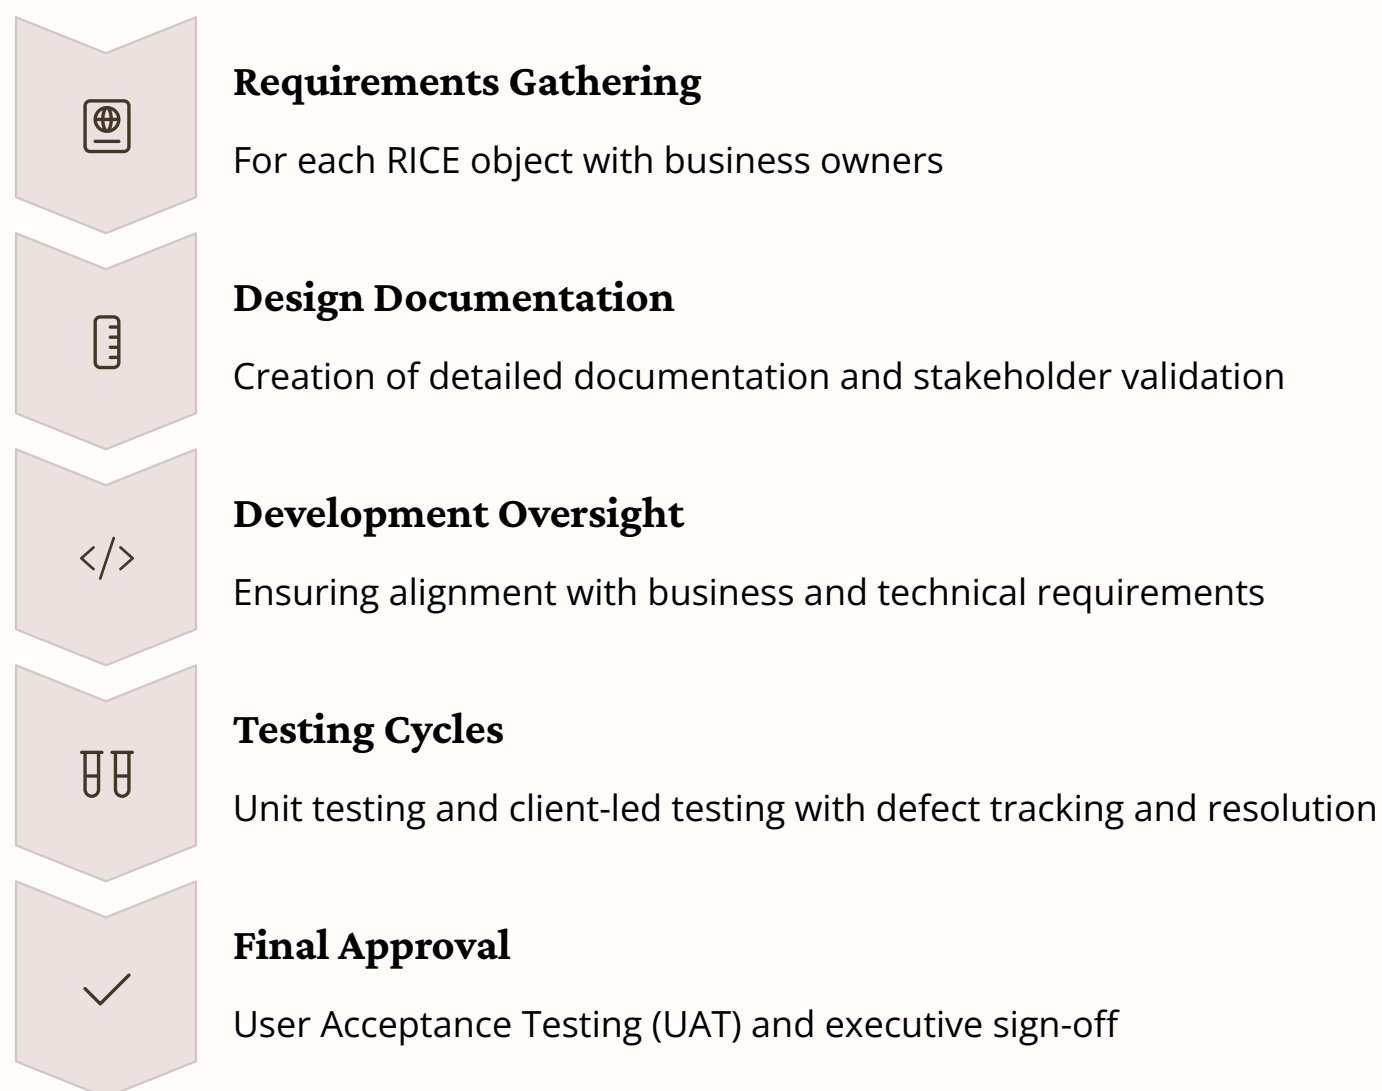 Requirements Gathering
For each RICE object with business owners
Design Documentation
Creation of detailed documentation and stakeholder validation
Development Oversight
Ensuring alignment with business and technical requirements
Testing Cycles
Unit testing and client-led testing with defect tracking and resolution
Final Approval
User Acceptance Testing (UAT) and executive sign-off